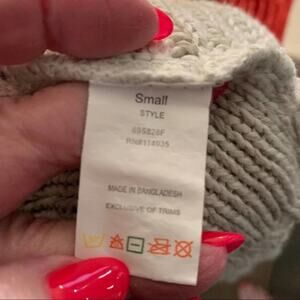 Small
STYLE
695828F
RN#114935
MADE IN BANGLADESH
EXCLUSIVE OF TRIMS